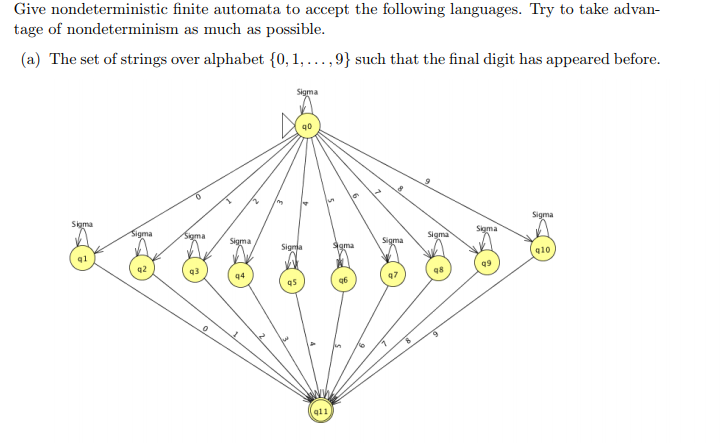 Give nondeterministic finite automata to accept the following languages. Try to take advan-
tage of nondeterminism as much as possible.
(a) The set of strings over alphabet {0, 1, . . . , 9} such that the final digit has appeared before.
Sigma
q0
0 1 2 3 4 5 6 7 8 9
Sigma Sigma Sigma Sigma Sigma Sigma Sigma Sigma Sigma Sigma
q1 q2 q3 q4 q5 q6 q7 q8 q9 q10
0 1 2 3 4 5 6 7 8 9
q11